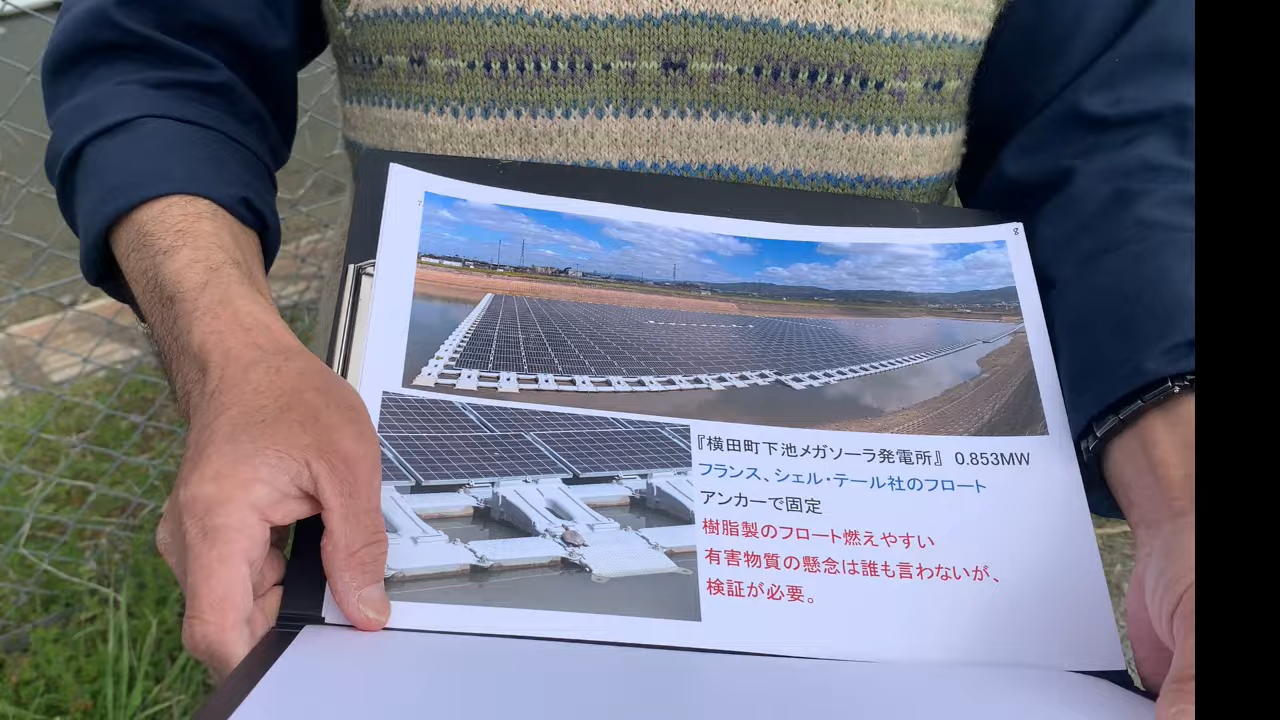 7
8
『横田町下池メガソーラ発電所』 0.853MW
フランス、シェル・テール社のフロート
アンカーで固定
樹脂製のフロート燃えやすい
有害物質の懸念は誰も言わないが、
検証が必要。